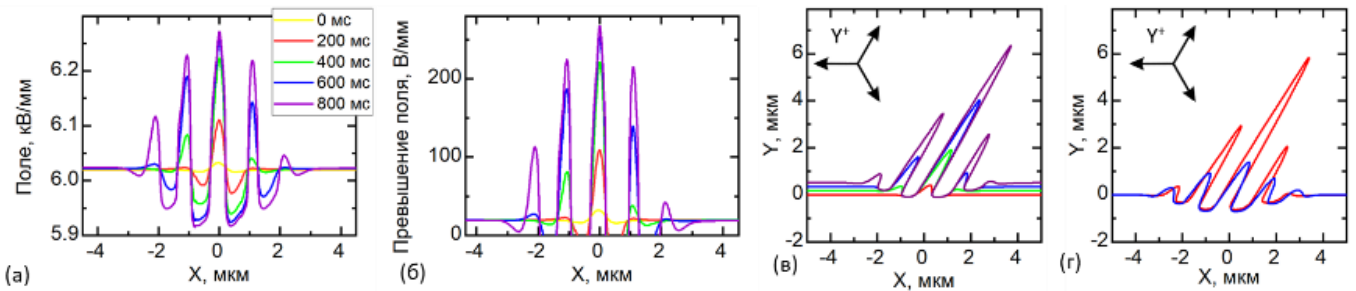 Поле, кВ/мм
6.2
6.1
6.0
5.9
-4 -2 0 2 4
X, мкм
(а)
0 мс
200 мс
400 мс
600 мс
800 мс
Превышение поля, В/мм
200
100
0
-4 -2 0 2 4
X, мкм
(б)
Y, мкм
6
4
2
0
-2
Y⁺
-4 -2 0 2 4
X, мкм
(в)
Y, мкм
6
4
2
0
-2
Y⁺
-4 -2 0 2 4
X, мкм
(г)